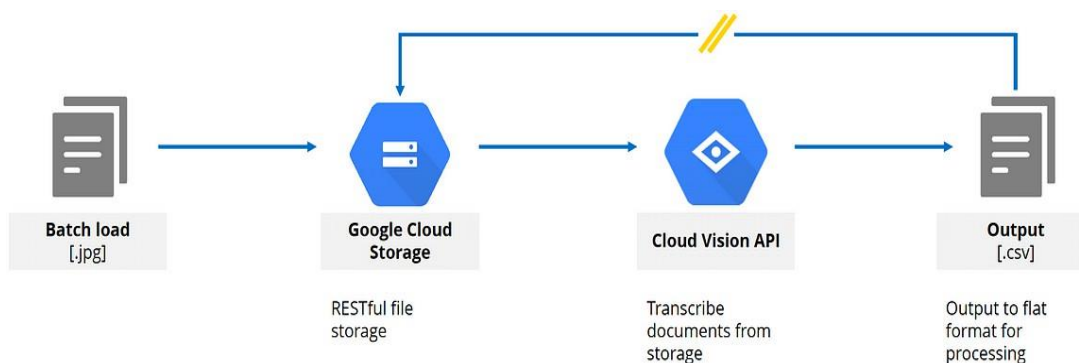 Batch load
[.jpg]
Google Cloud
Storage
RESTful file
storage
Cloud Vision API
Transcribe
documents from
storage
Output
[.csv]
Output to flat
format for
processing